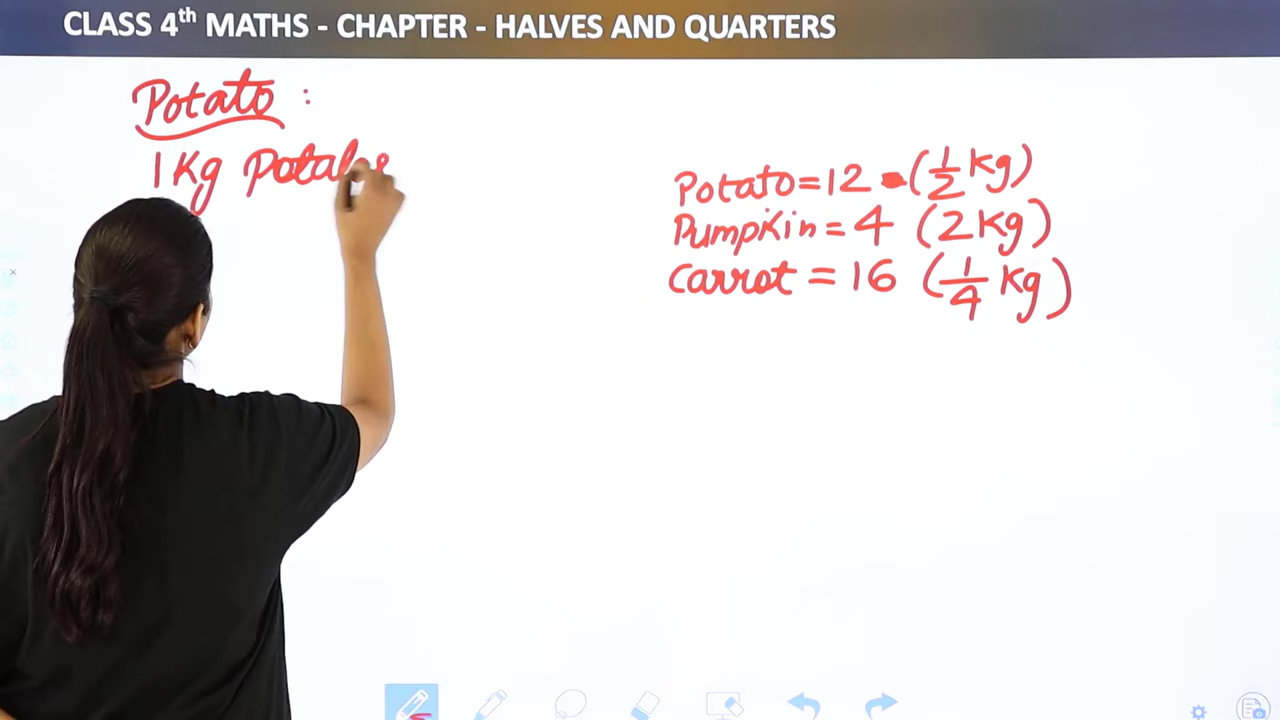 CLASS 4th MATHS - CHAPTER - HALVES AND QUARTERS
Potato :
1 Kg
Potato = 12 (1/2 kg)
Pumpkin = 4 (2 Kg)
Carrot = 16 (1/4 Kg)